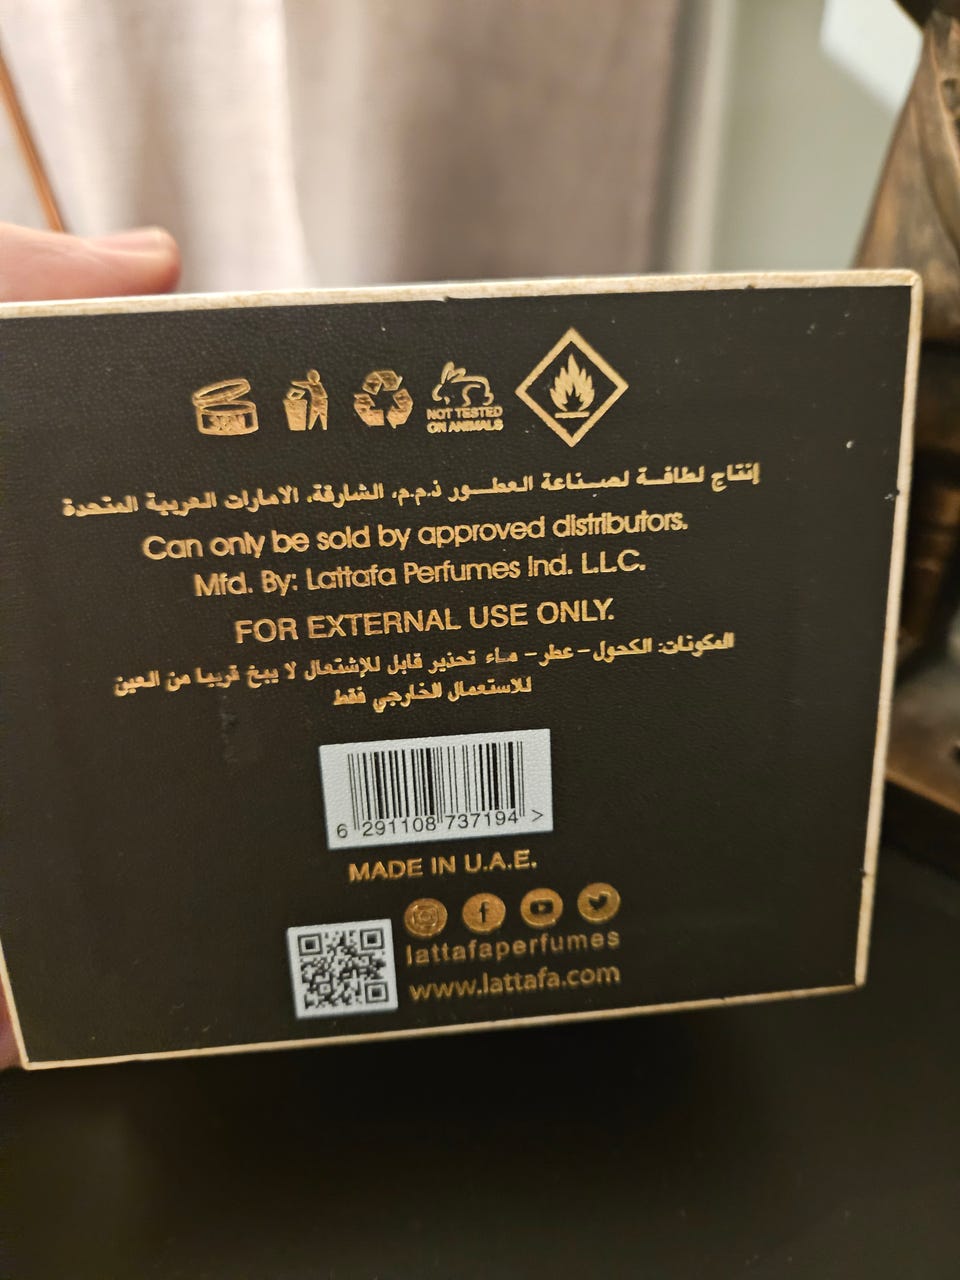 NOT TESTED
ON ANIMALS
إنتاج لطافة لصناعة العطور ذ.م.م. الشارقة، الامارات العربية المتحدة
Can only be sold by approved distributors.
Mfd. By: Lattafa Perfumes Ind. L.L.C.
FOR EXTERNAL USE ONLY.
المكونات: الكحول - عطر - ماء تحذير قابل للإشتعال لا يبخ قريبا من العين
للاستعمال الخارجي فقط
6 291108 737194 >
MADE IN U.A.E.
lattafaperfumes
www.lattafa.com